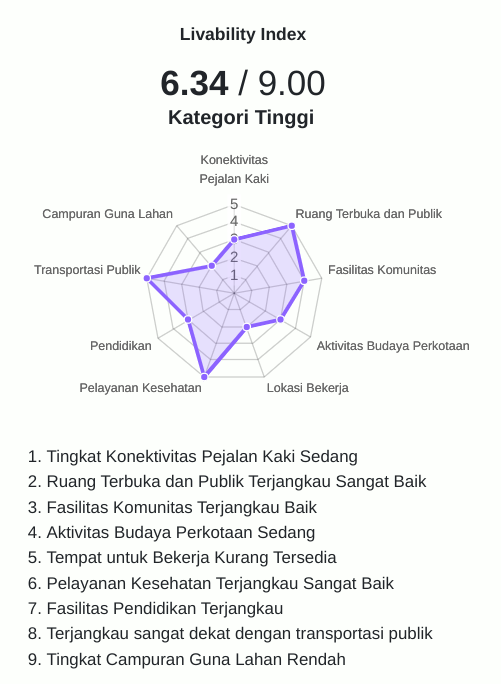 Livability Index
6.34 / 9.00
Kategori Tinggi
Konektivitas
Pejalan Kaki
5
4
3
2
1
Ruang Terbuka dan Publik
Fasilitas Komunitas
Aktivitas Budaya Perkotaan
Lokasi Bekerja
Pelayanan Kesehatan
Pendidikan
Transportasi Publik
Campuran Guna Lahan
1. Tingkat Konektivitas Pejalan Kaki Sedang
2. Ruang Terbuka dan Publik Terjangkau Sangat Baik
3. Fasilitas Komunitas Terjangkau Baik
4. Aktivitas Budaya Perkotaan Sedang
5. Tempat untuk Bekerja Kurang Tersedia
6. Pelayanan Kesehatan Terjangkau Sangat Baik
7. Fasilitas Pendidikan Terjangkau
8. Terjangkau sangat dekat dengan transportasi publik
9. Tingkat Campuran Guna Lahan Rendah